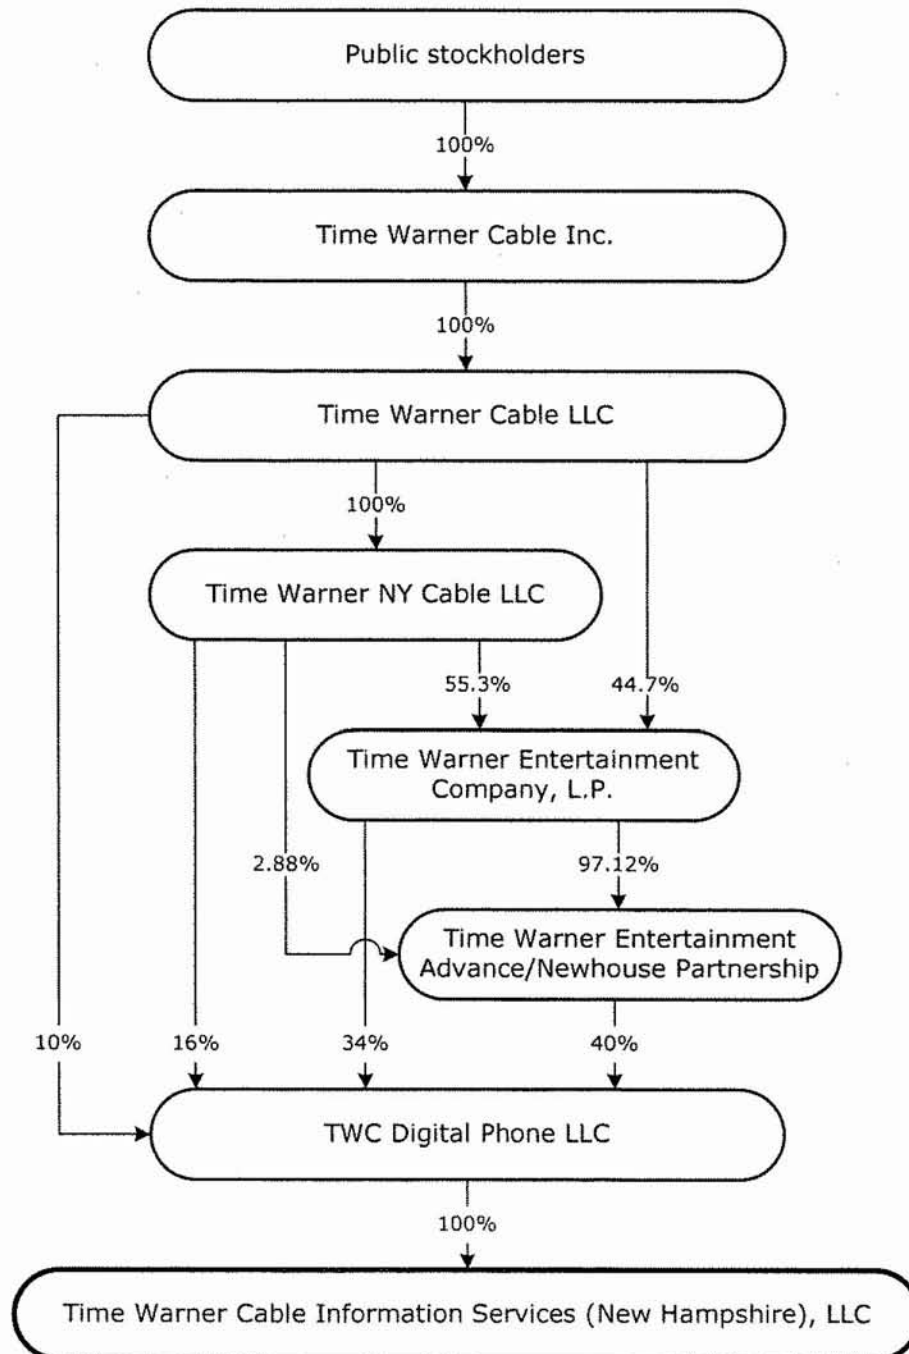 Public stockholders
100%
Time Warner Cable Inc.
100%
Time Warner Cable LLC
100%
Time Warner NY Cable LLC
55.3%
44.7%
Time Warner Entertainment
Company, L.P.
2.88%
97.12%
Time Warner Entertainment
Advance/Newhouse Partnership
10%
16%
34%
40%
TWC Digital Phone LLC
100%
Time Warner Cable Information Services (New Hampshire), LLC